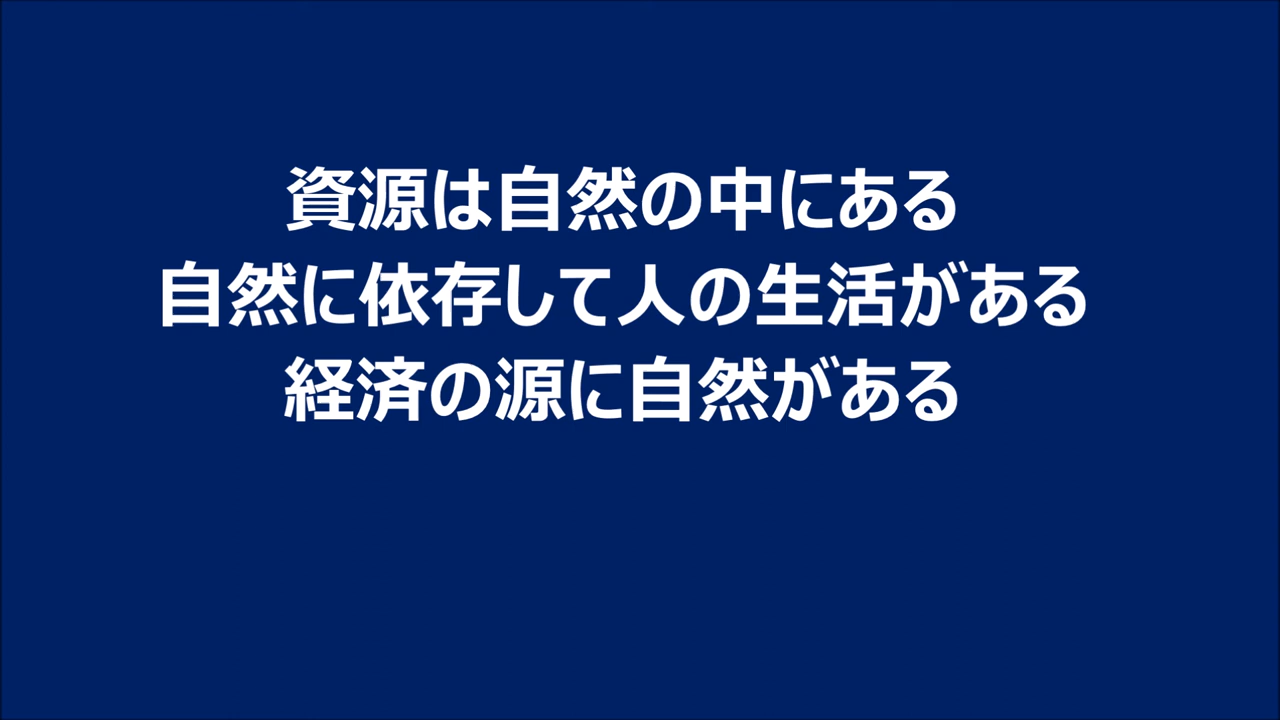 資源は自然の中にある
自然に依存して人の生活がある
経済の源に自然がある